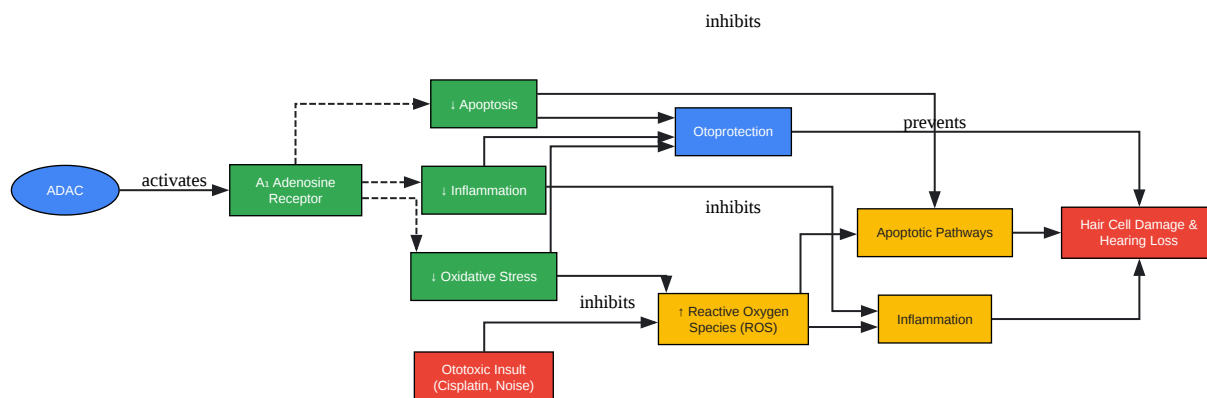 inhibits
↓ Apoptosis
Otoprotection
prevents
ADAC
activates
A₁ Adenosine
Receptor
↓ Inflammation
inhibits
Apoptotic Pathways
Hair Cell Damage &
Hearing Loss
↓ Oxidative Stress
inhibits
↑ Reactive Oxygen
Species (ROS)
Inflammation
Ototoxic Insult
(Cisplatin, Noise)